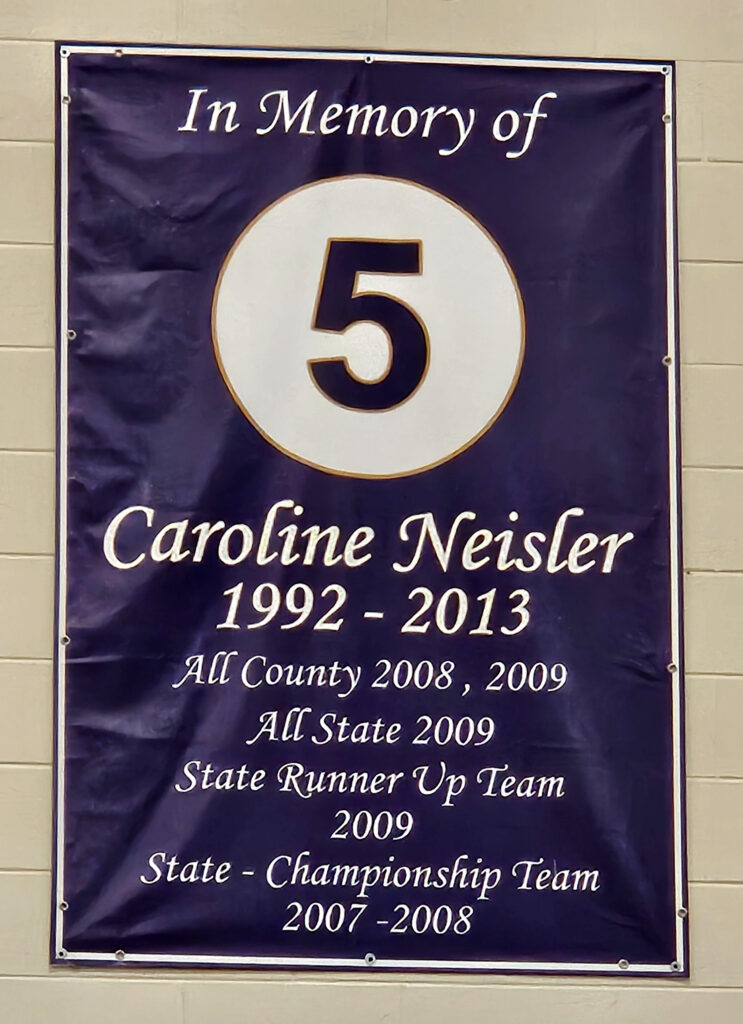 In Memory of
5
Caroline Neisler
1992 - 2013
All County 2008 , 2009
All State 2009
State Runner Up Team
2009
State - Championship Team
2007 -2008